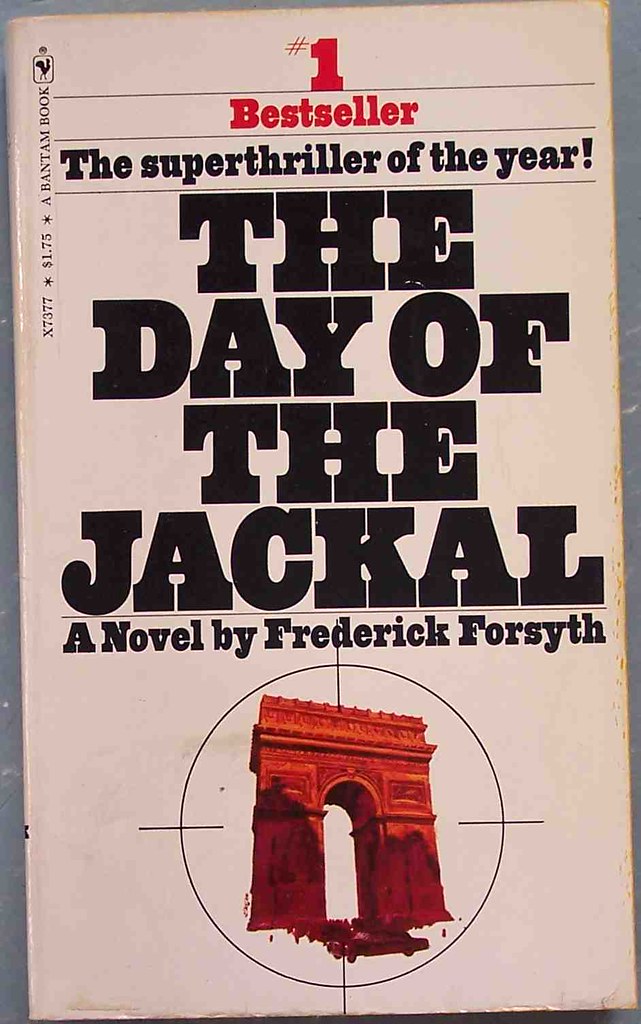 #1
Bestseller
The superthriller of the year!
THE
DAY OF
THE
JACKAL
A Novel by Frederick Forsyth
X7377 * $1.75 * A BANTAM BOOK
®